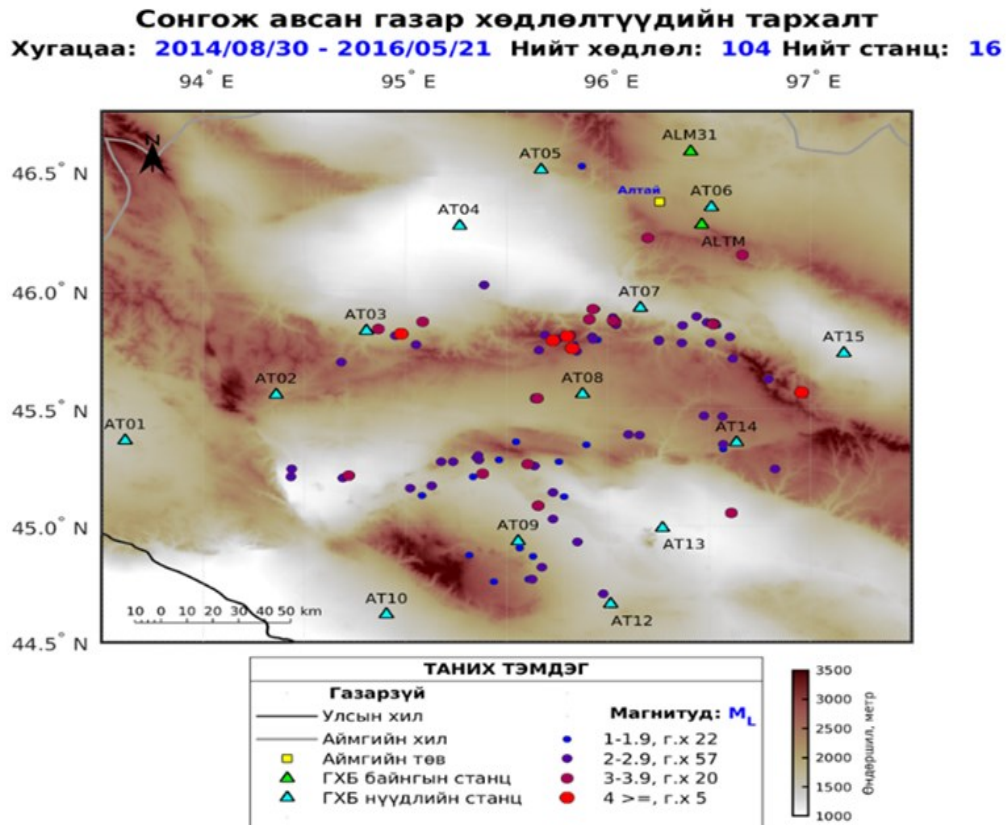 Сонгож авсан газар хөдлөлтүүдийн тархалт
Хугацаа: 2014/08/30 - 2016/05/21 Нийт хөдлөл: 104 Нийт станц: 16
94° E 95° E 96° E 97° E
N
46.5° N
46.0° N
45.5° N
45.0° N
44.5° N
ALM31
AT05
Алтай
AT06
AT04
ALTM
AT07
AT03
AT15
AT02
AT08
AT01
AT14
AT09
AT13
AT10
AT12
10 0 10 20 30 40 50 km
ТАНИХ ТЭМДЭГ
Газарзүй
Улсын хил
Аймгийн хил
Аймгийн төв
ГХБ байнгын станц
ГХБ нүүдлийн станц
Магнитуд: ML
1-1.9, г.х 22
2-2.9, г.х 57
3-3.9, г.х 20
4 >=, г.х 5
3500
3000
2500
2000
1500
1000
Өндөршил, метр